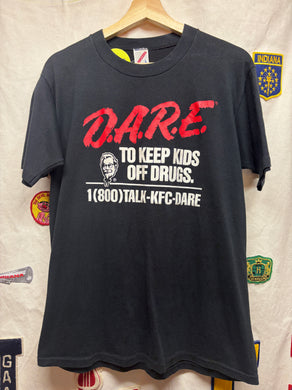 D.A.R.E.
TO KEEP KIDS
OFF DRUGS.
1(800)TALK-KFC-DARE
INDIANA